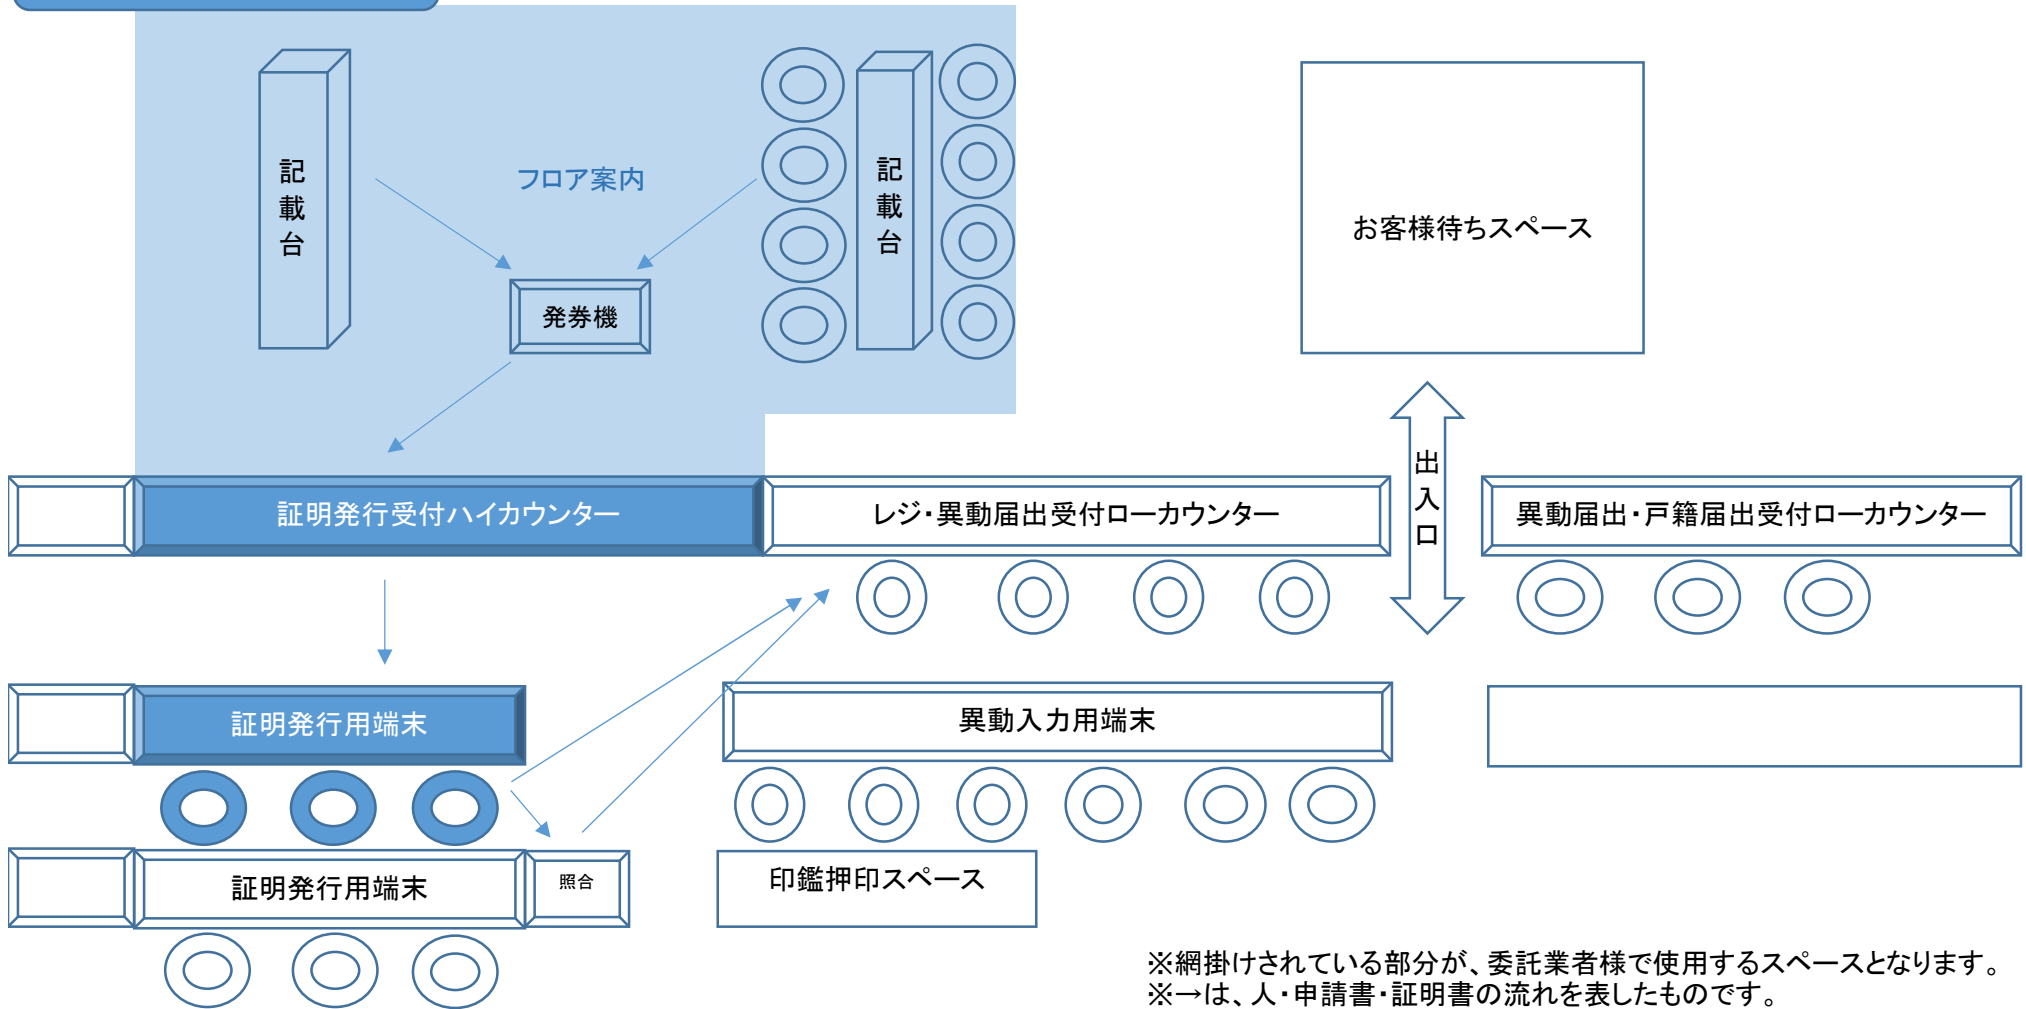 記載台
フロア案内
記載台
お客様待ちスペース
発券機
出入口
証明発行受付ハイカウンター
レジ・異動届出受付ローカウンター
異動届出・戸籍届出受付ローカウンター
証明発行用端末
異動入力用端末
証明発行用端末
照合
印鑑押印スペース
※網掛けされている部分が、委託業者様で使用するスペースとなります。
※→は、人・申請書・証明書の流れを表したものです。